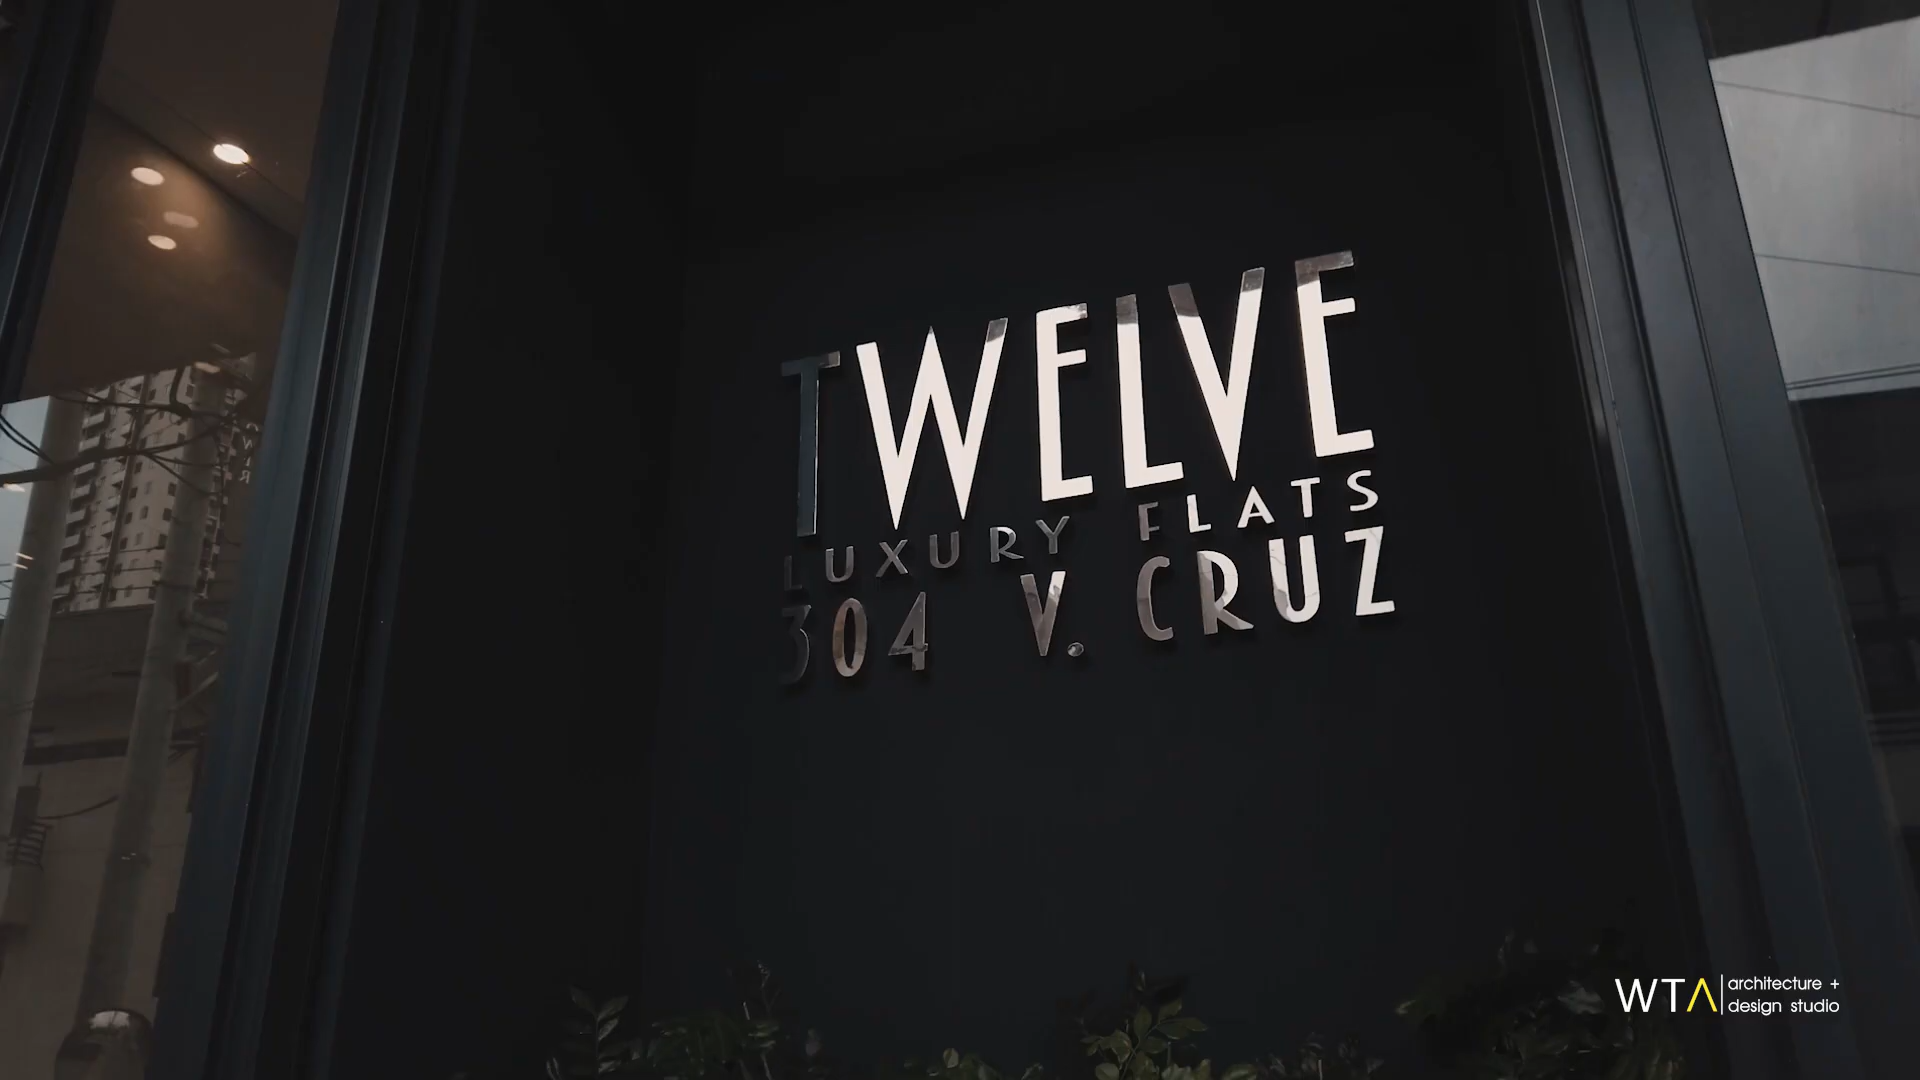 TWELVE
LUXURY FLATS
304 V. CRUZ
WTA architecture +
design studio